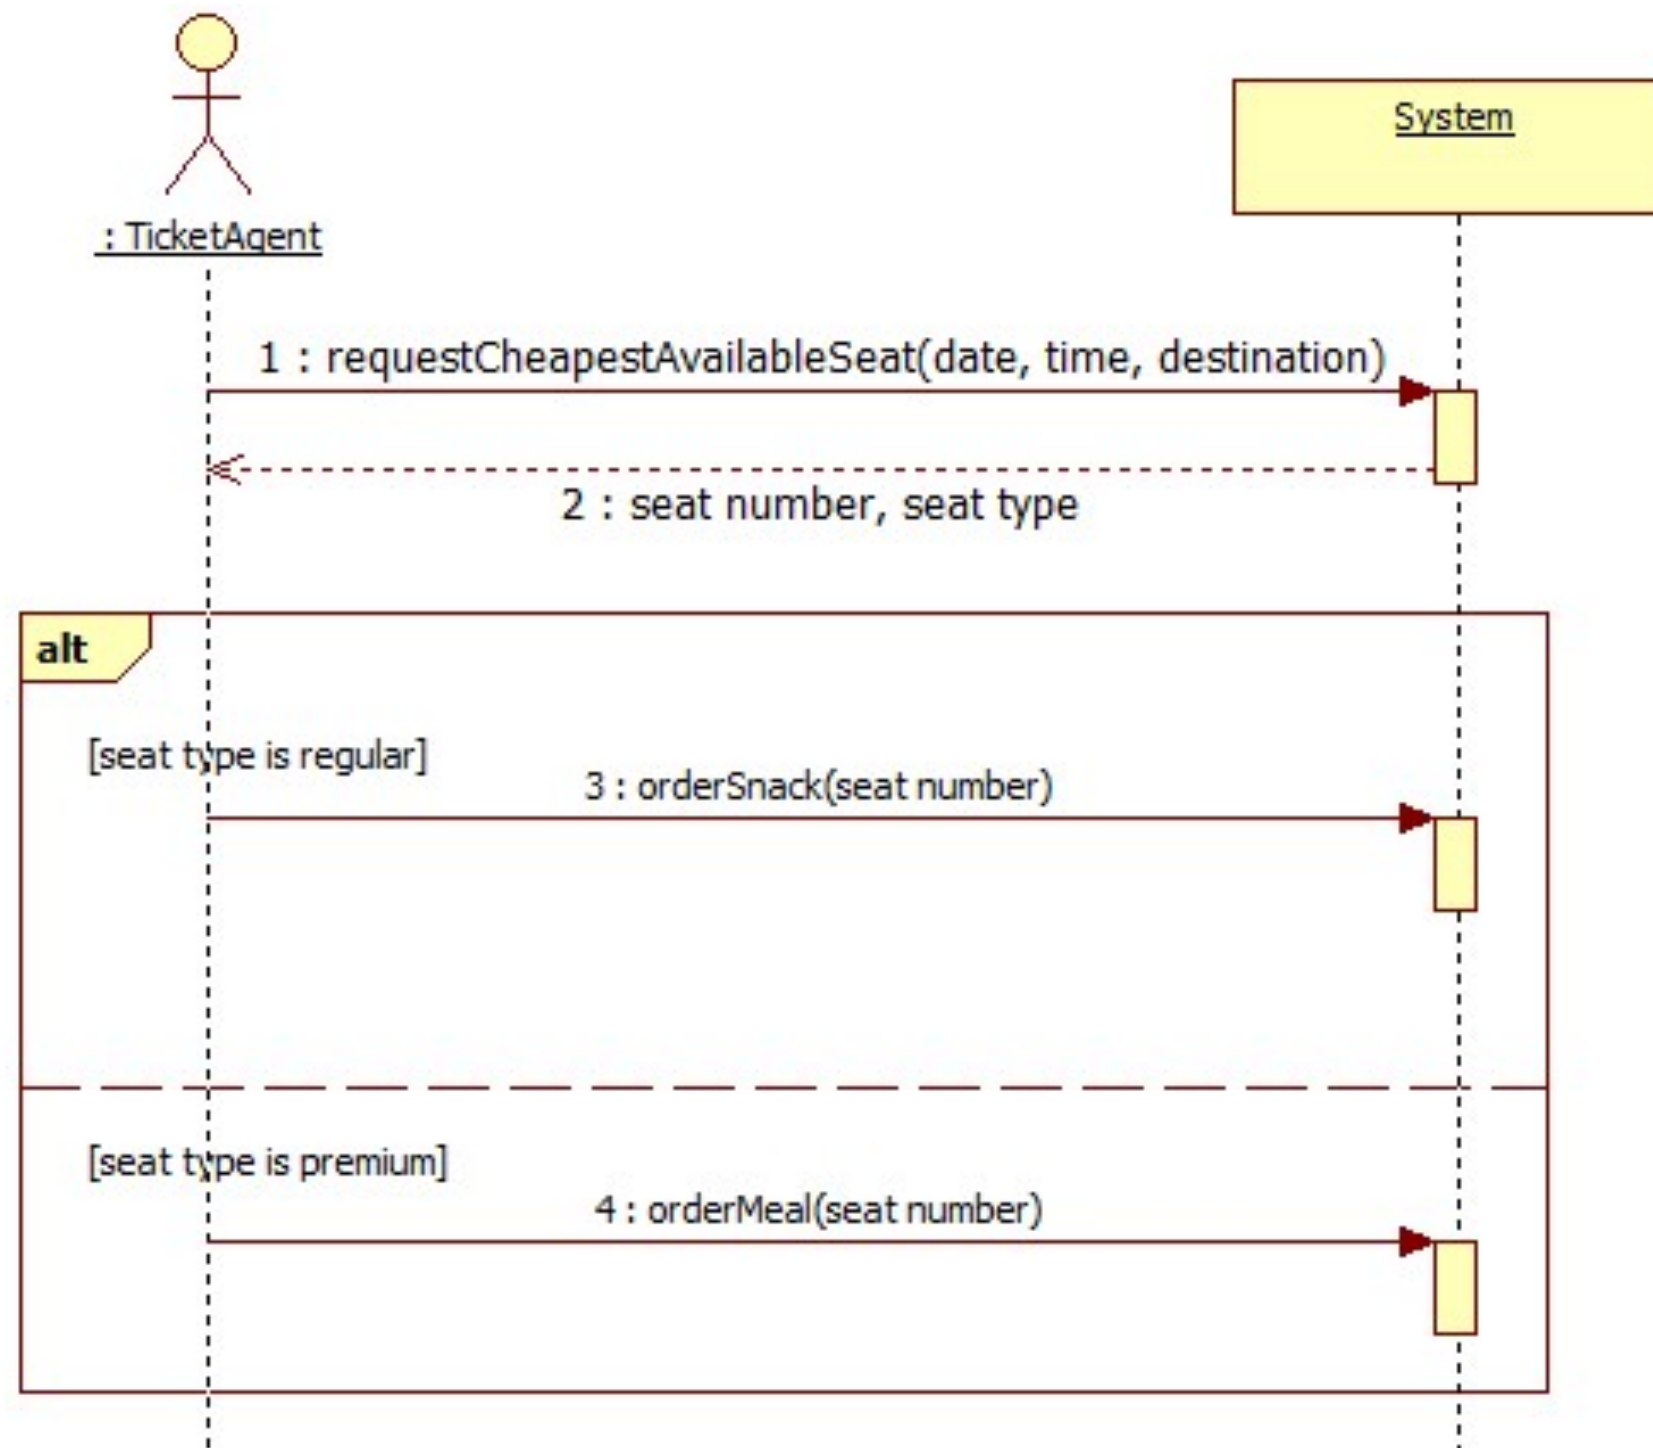 System
: TicketAgent
1 : requestCheapestAvailableSeat(date, time, destination)
2 : seat number, seat type
alt
[seat type is regular]
3 : orderSnack(seat number)
[seat type is premium]
4 : orderMeal(seat number)